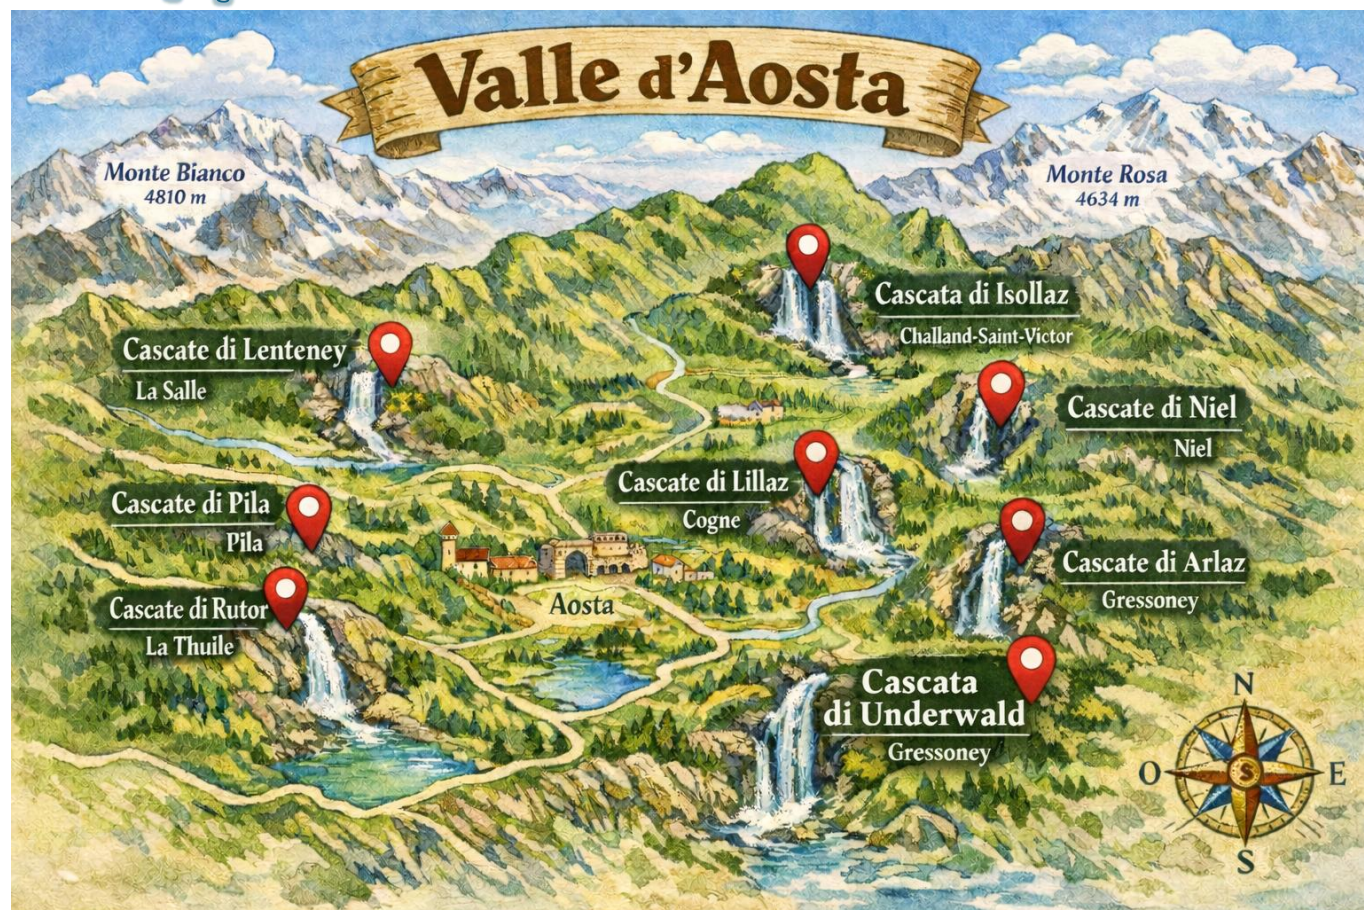 Valle d'Aosta
Monte Bianco
4810 m
Monte Rosa
4634 m
Cascata di Isollaz
Challand-Saint-Victor
Cascate di Lenteney
La Salle
Cascate di Niel
Niel
Cascate di Lillaz
Cogne
Cascate di Pila
Pila
Cascate di Arlaz
Gressoney
Cascate di Rutor
La Thuile
Aosta
Cascata
di Underwald
Gressoney
N
O
S
E
S